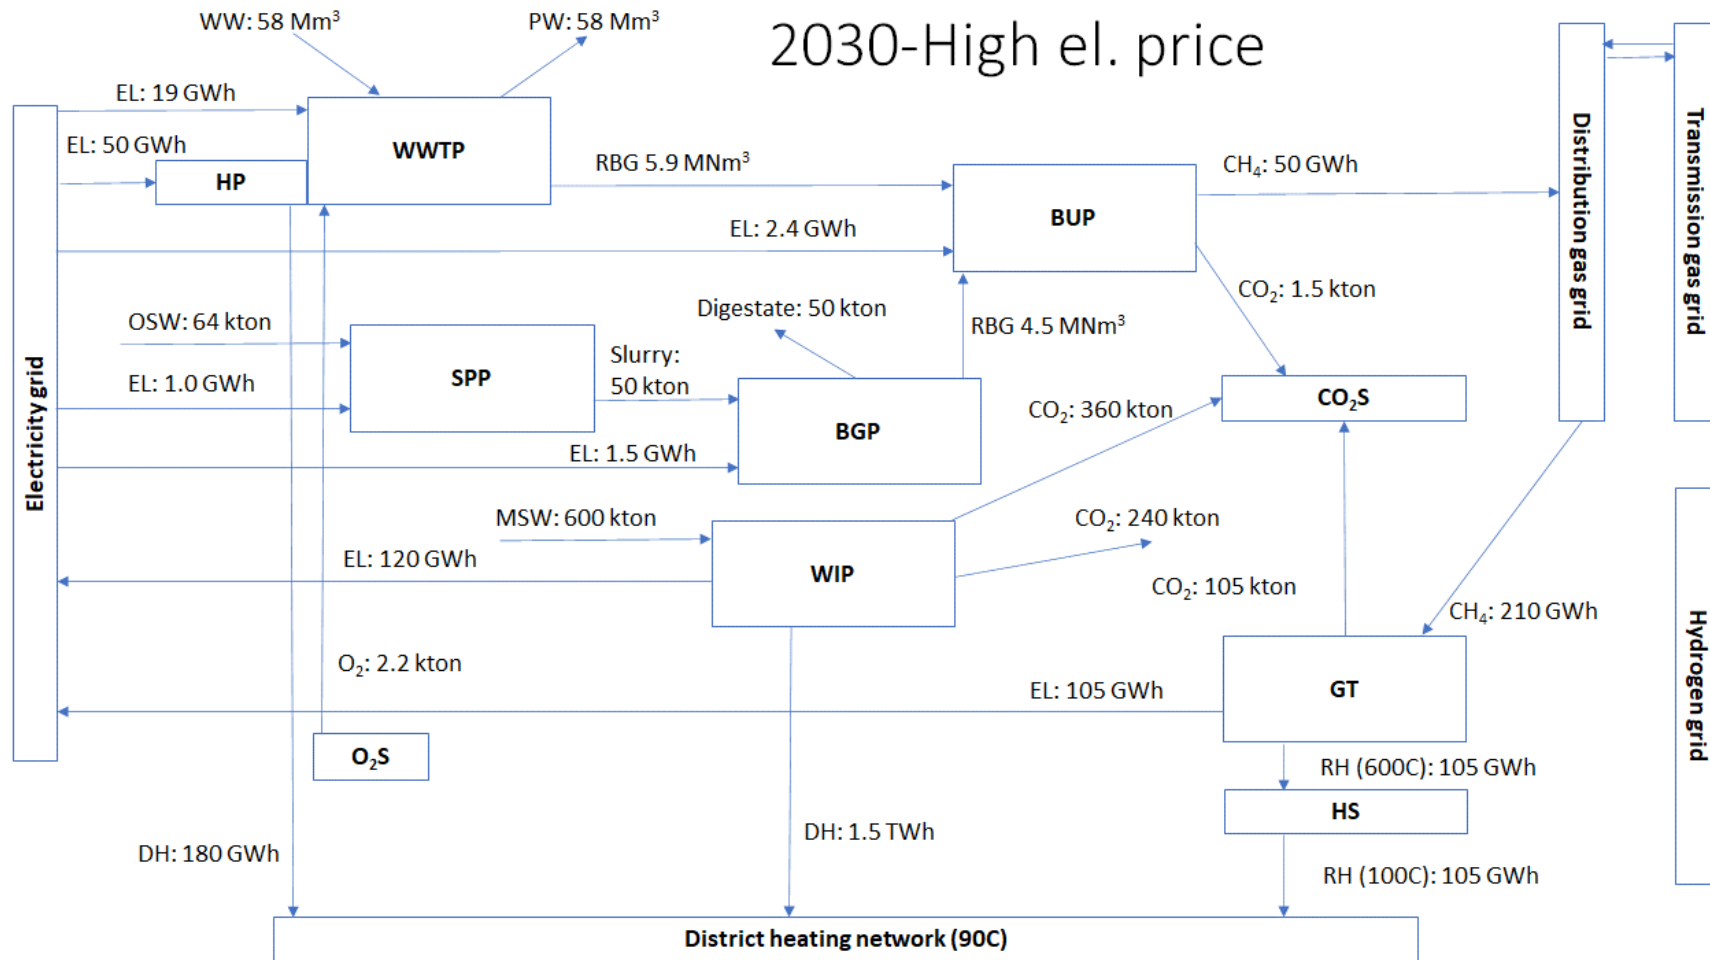 2030-High el. price
WW: 58 Mm³
PW: 58 Mm³
EL: 19 GWh
EL: 50 GWh
HP
WWTP
RBG 5.9 MNm³
EL: 2.4 GWh
BUP
CH₄: 50 GWh
CO₂: 1.5 kton
Distribution gas grid
Transmission gas grid
Electricity grid
OSW: 64 kton
EL: 1.0 GWh
SPP
Slurry:
50 kton
Digestate: 50 kton
RBG 4.5 MNm³
BGP
EL: 1.5 GWh
CO₂: 360 kton
CO₂S
MSW: 600 kton
EL: 120 GWh
WIP
CO₂: 240 kton
CO₂: 105 kton
CH₄: 210 GWh
Hydrogen grid
O₂: 2.2 kton
EL: 105 GWh
GT
O₂S
RH (600C): 105 GWh
HS
DH: 180 GWh
DH: 1.5 TWh
RH (100C): 105 GWh
District heating network (90C)